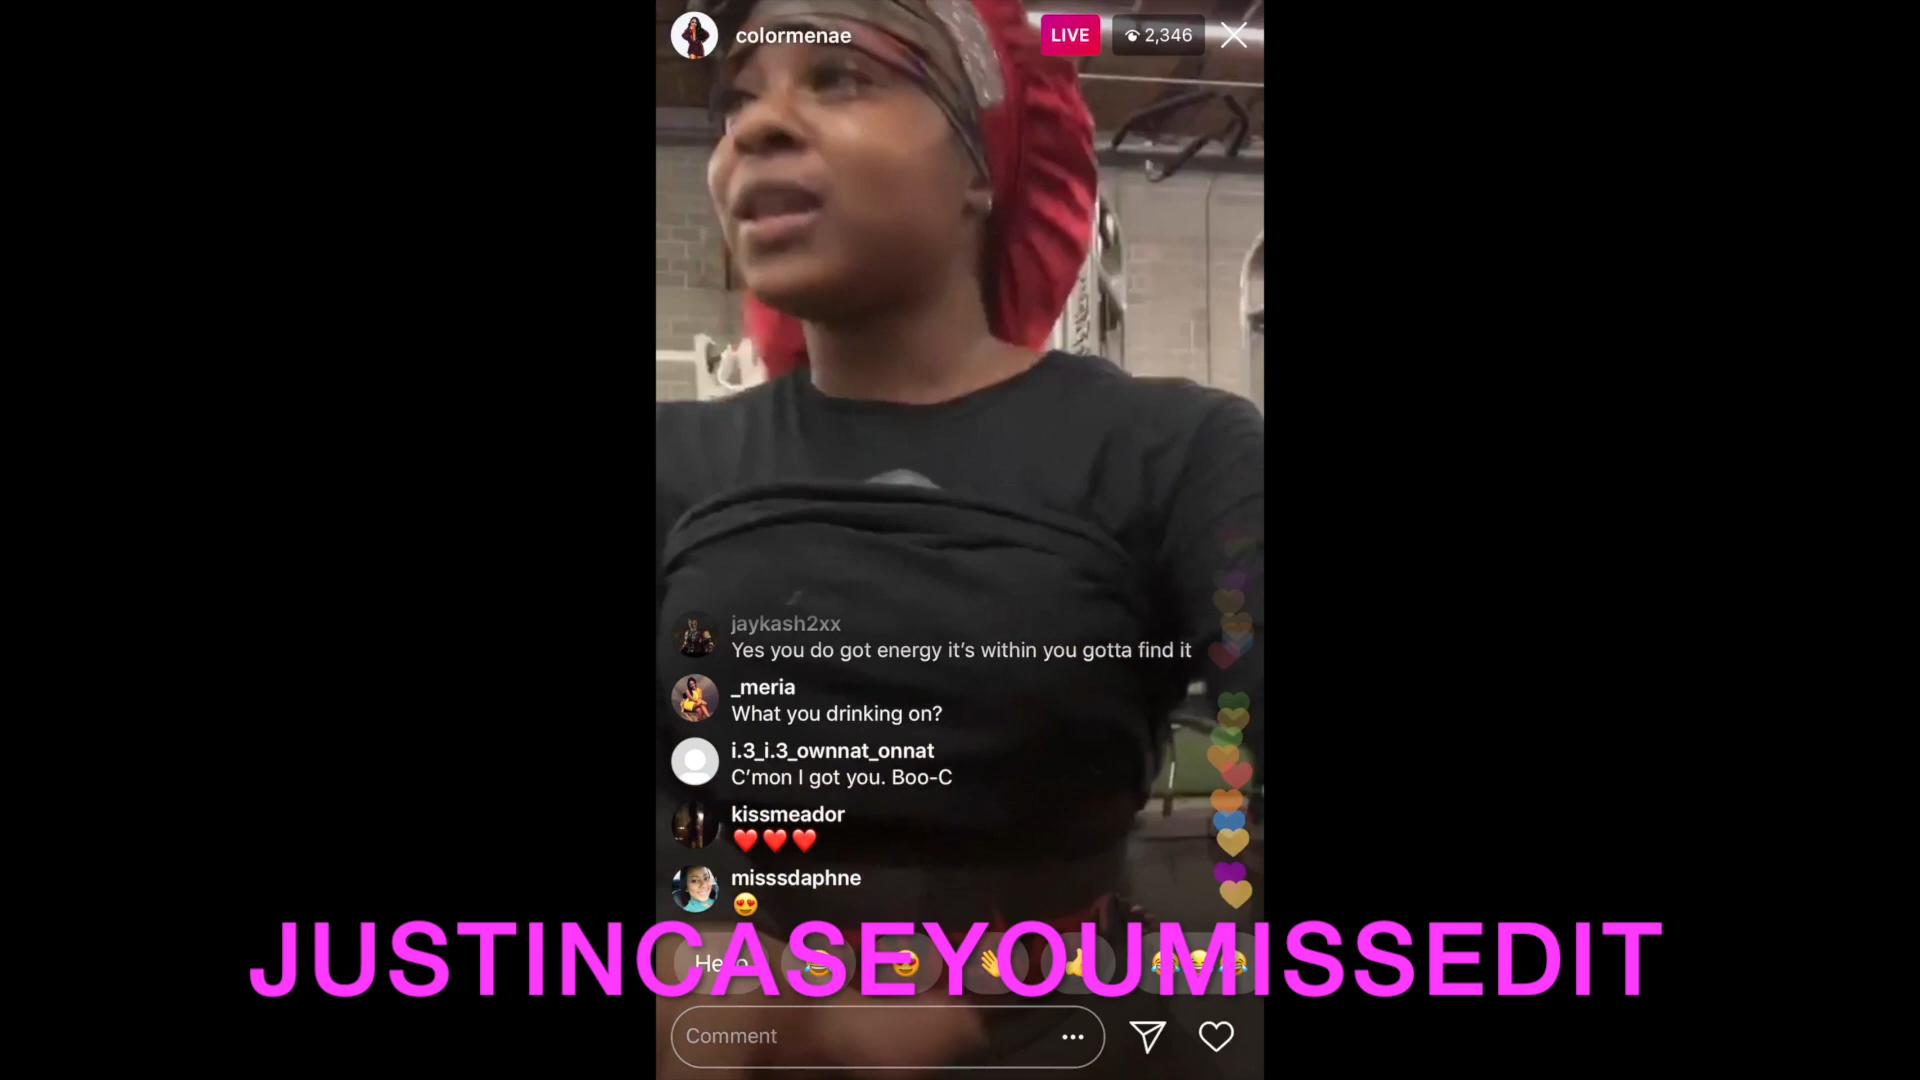 colormenae
LIVE
2,346
jaykash2xx
Yes you do got energy it’s within you gotta find it
_meria
What you drinking on?
i.3_i.3_ownnat_onnat
C’mon I got you. Boo-C
kissmeador
❤️❤️❤️
misssdaphne
😍
JUSTINCASEYOUMISSEDIT
Hello
Comment